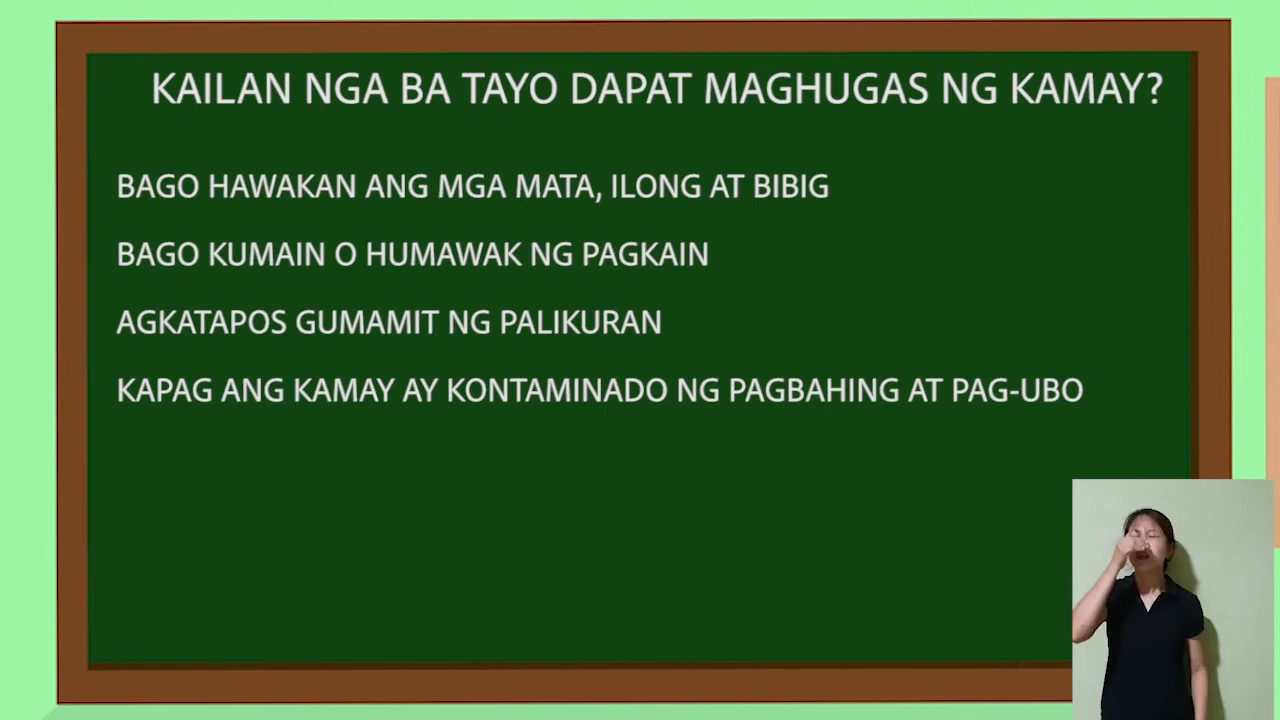 KAILAN NGA BA TAYO DAPAT MAGHUGAS NG KAMAY?
BAGO HAWAKAN ANG MGA MATA, ILONG AT BIBIG
BAGO KUMAIN O HUMAWAK NG PAGKAIN
AGKATAPOS GUMAMIT NG PALIKURAN
KAPAG ANG KAMAY AY KONTAMINADO NG PAGBAHING AT PAG-UBO